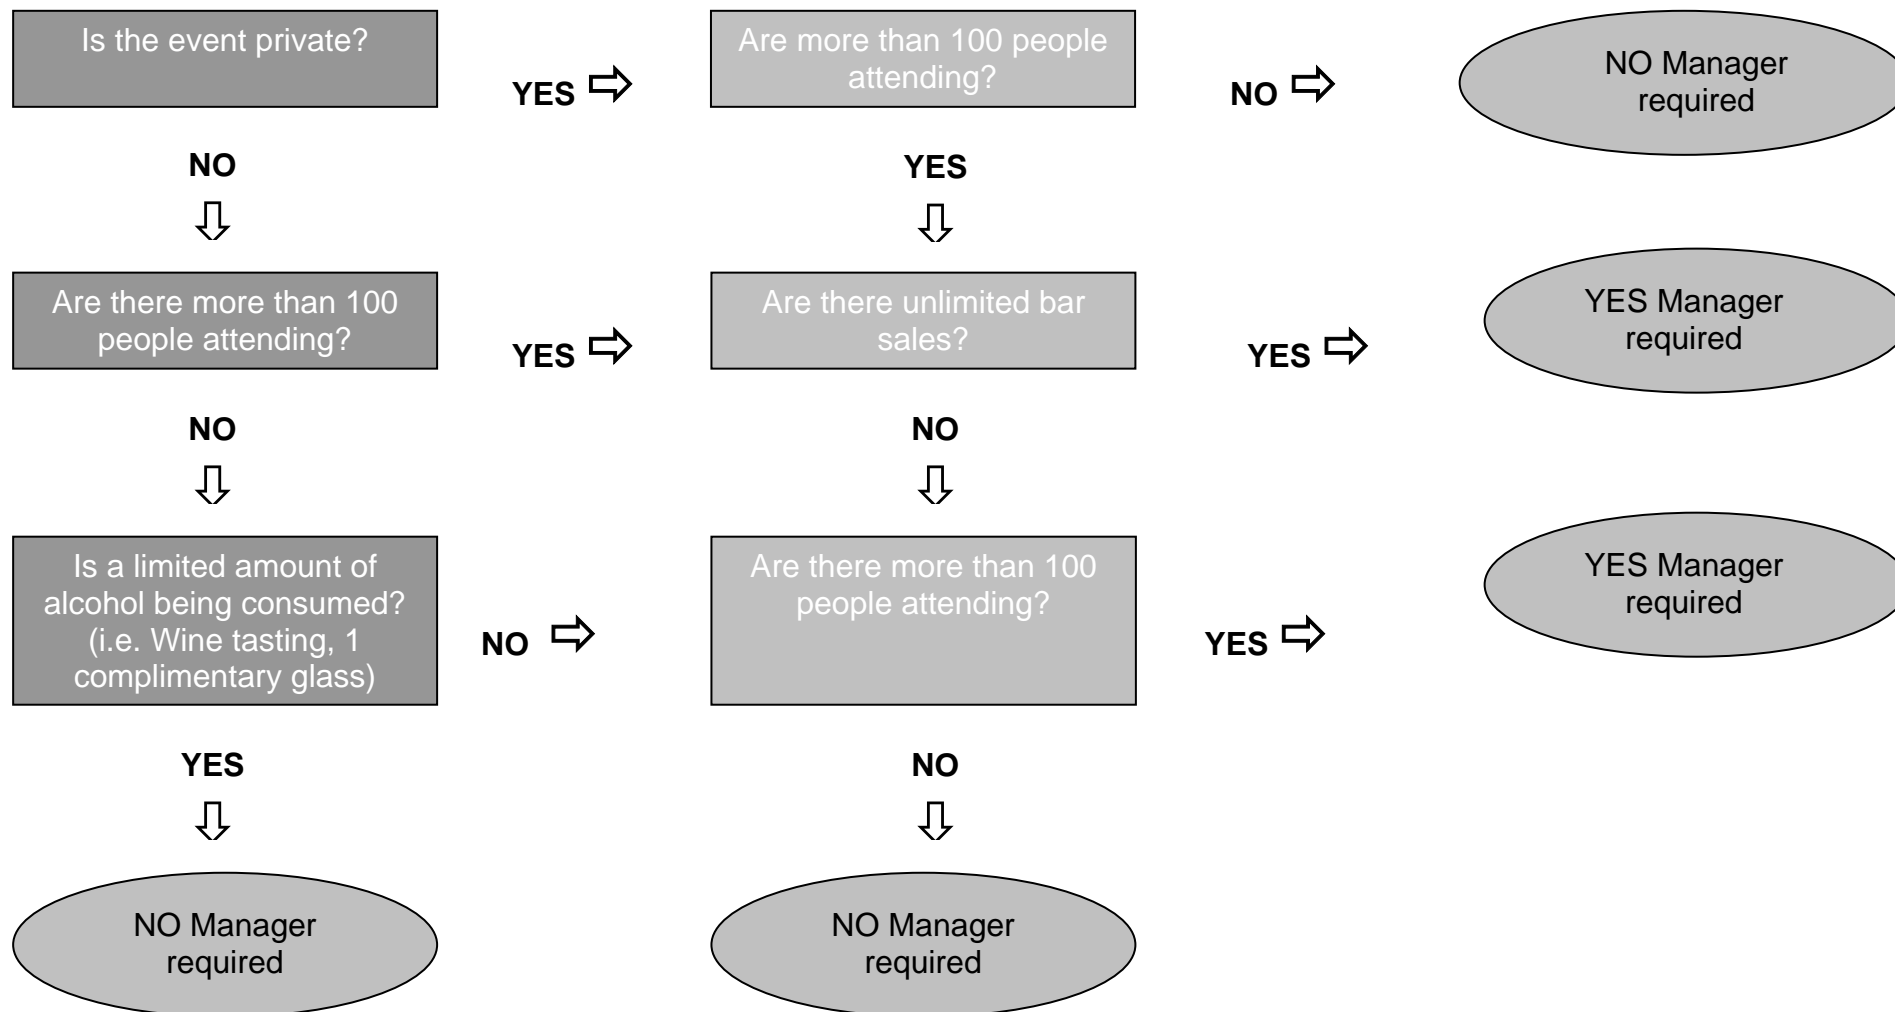 Is the event private?
YES
Are more than 100 people
attending?
NO
NO Manager
required
NO
YES
Are there more than 100
people attending?
YES
Are there unlimited bar
sales?
YES
YES Manager
required
NO
NO
Is a limited amount of
alcohol being consumed?
(i.e. Wine tasting, 1
complimentary glass)
NO
Are there more than 100
people attending?
YES
YES Manager
required
YES
NO
NO Manager
required
NO Manager
required